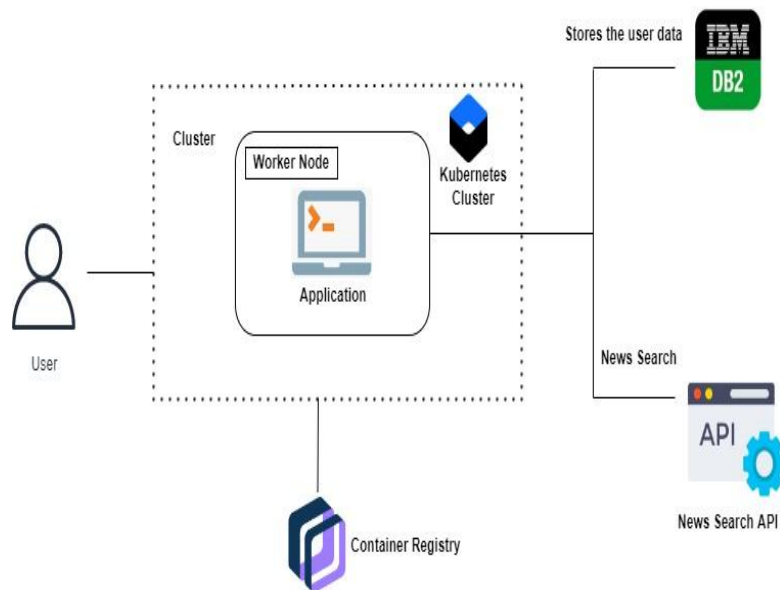 Stores the user data
IBM
DB2
Cluster
Worker Node
Kubernetes
Cluster
Application
User
News Search
API
News Search API
Container Registry